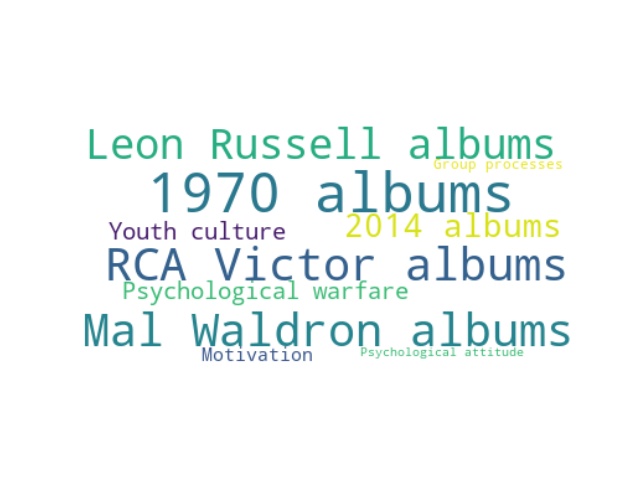 Leon Russell albums
Group processes
1970 albums
2014 albums
Youth culture
RCA Victor albums
Psychological warfare
Mal Waldron albums
Motivation
Psychological attitude